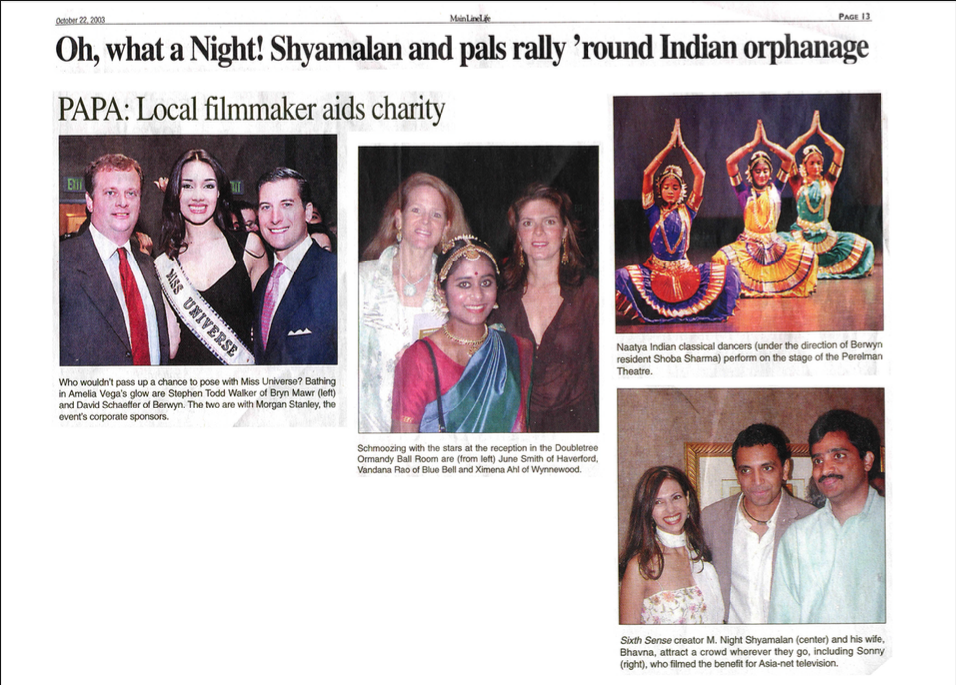 October 22, 2003
MainLineLife
PAGE 13
Oh, what a Night! Shyamalan and pals rally ’round Indian orphanage
PAPA: Local filmmaker aids charity
EXIT
MISS UNIVERSE
Who wouldn't pass up a chance to pose with Miss Universe? Bathing
in Amelia Vega's glow are Stephen Todd Walker of Bryn Mawr (left)
and David Schaeffer of Berwyn. The two are with Morgan Stanley, the
event's corporate sponsors.
Schmoozing with the stars at the reception in the Doubletree
Ormandy Ball Room are (from left) June Smith of Haverford,
Vandana Rao of Blue Bell and Ximena Ahl of Wynnewood.
Naatya Indian classical dancers (under the direction of Berwyn
resident Shoba Sharma) perform on the stage of the Perelman
Theatre.
Sixth Sense creator M. Night Shyamalan (center) and his wife,
Bhavna, attract a crowd wherever they go, including Sonny
(right), who filmed the benefit for Asia-net television.